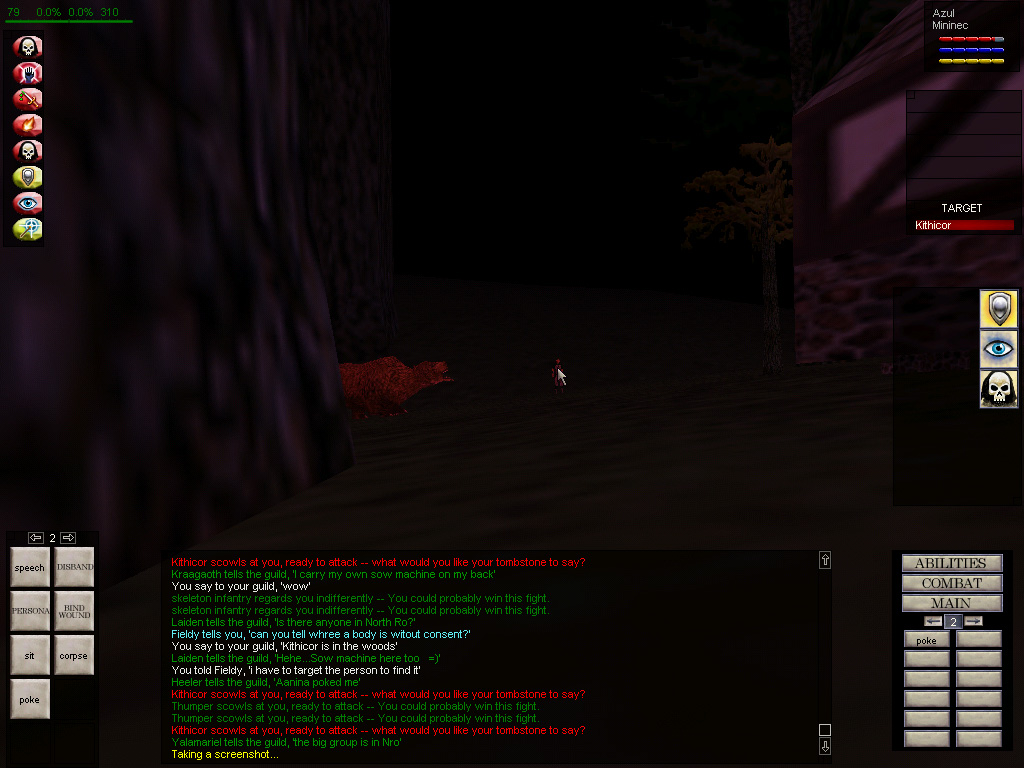 79 0.0% 0.0% 310
Azul
Mininec
TARGET
Kithicor
2
speech
DISBAND
PERSONA
BIND WOUND
sit
corpse
poke
Kithicor scowls at you, ready to attack -- what would you like your tombstone to say?
Kraagaoth tells the guild, 'I carry my own sow machine on my back'
You say to your guild, 'wow'
skeleton infantry regards you indifferently -- You could probably win this fight.
skeleton infantry regards you indifferently -- You could probably win this fight.
Laiden tells the guild, 'Is there anyone in North Ro?'
Fieldy tells you, 'can you tell whree a body is witout consent?'
You say to your guild, 'Kithicor is in the woods'
Laiden tells the guild, 'Hehe...Sow machine here too   =)'
You told Fieldy, 'i have to target the person to find it'
Heeler tells the guild, 'Aanina poked me'
Kithicor scowls at you, ready to attack -- what would you like your tombstone to say?
Thumper scowls at you, ready to attack -- You could probably win this fight.
Thumper scowls at you, ready to attack -- You could probably win this fight.
Kithicor scowls at you, ready to attack -- what would you like your tombstone to say?
Yalamariel tells the guild, 'the big group is in Nro'
Taking a screenshot...
ABILITIES
COMBAT
MAIN
2
poke